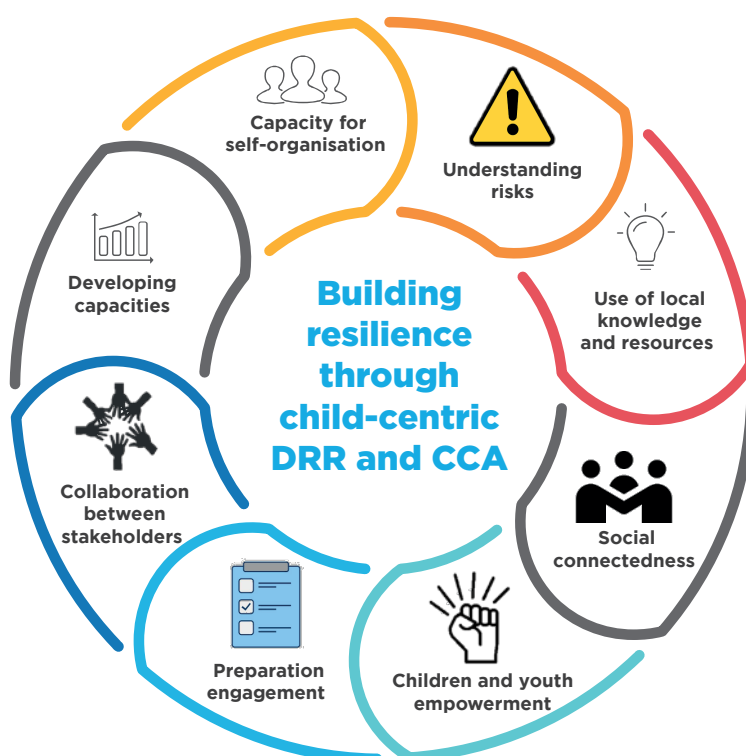 Capacity for
self-organisation
Understanding
risks
Use of local
knowledge
and resources
Social
connectedness
Children and youth
empowerment
Preparation
engagement
Collaboration
between
stakeholders
Developing
capacities
Building
resilience
through
child-centric
DRR and CCA